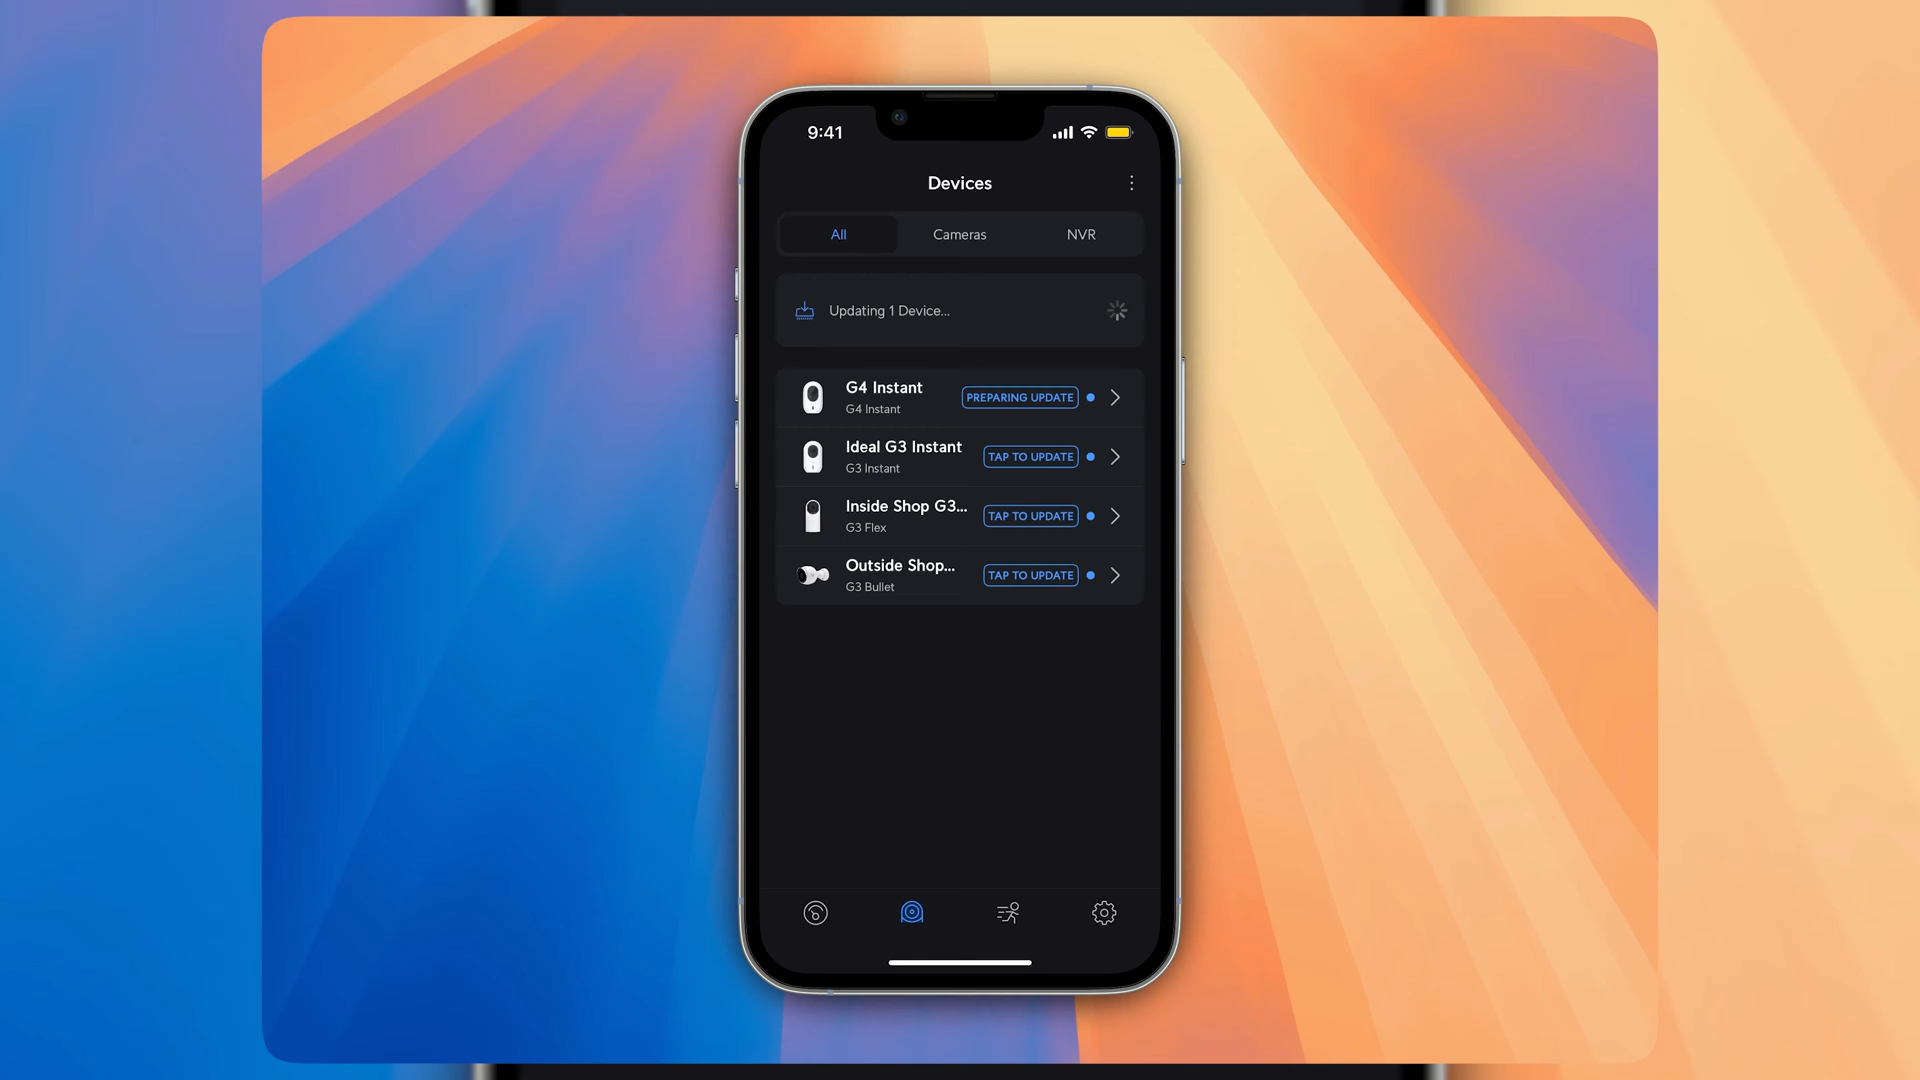 9:41
Devices
All
Cameras
NVR
Updating 1 Device...
G4 Instant
G4 Instant
PREPARING UPDATE
Ideal G3 Instant
G3 Instant
TAP TO UPDATE
Inside Shop G3...
G3 Flex
TAP TO UPDATE
Outside Shop...
G3 Bullet
TAP TO UPDATE